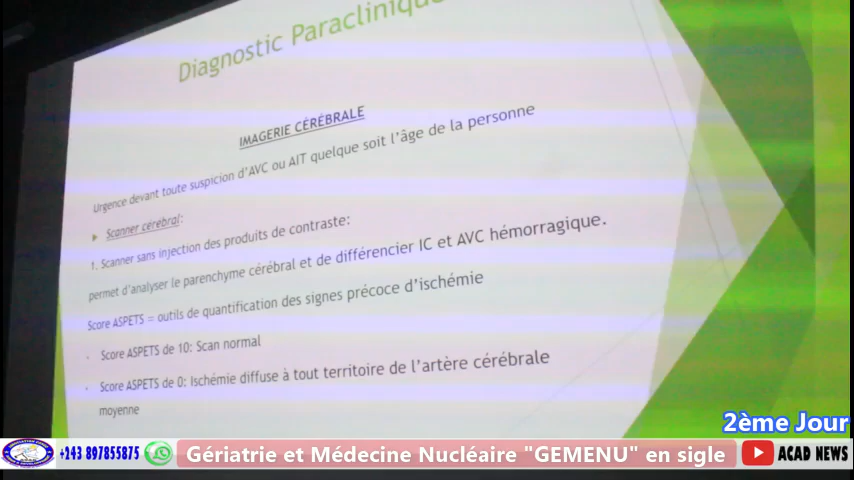 Diagnostic Paraclinique
IMAGERIE CÉRÉBRALE
Urgence devant toute suspicion d'AVC ou AIT quelque soit l'âge de la personne
Scanner cérébral:
1. Scanner sans injection des produits de contraste:
permet d'analyser le parenchyme cérébral et de différencier IC et AVC hémorragique.
Score ASPETS = outils de quantification des signes précoce d'ischémie
- Score ASPETS de 10: Scan normal
- Score ASPETS de 0: Ischémie diffuse à tout territoire de l'artère cérébrale
moyenne
2ème Jour
+243 897855875 Gériatrie et Médecine Nucléaire "GEMENU" en sigle ACAD NEWS